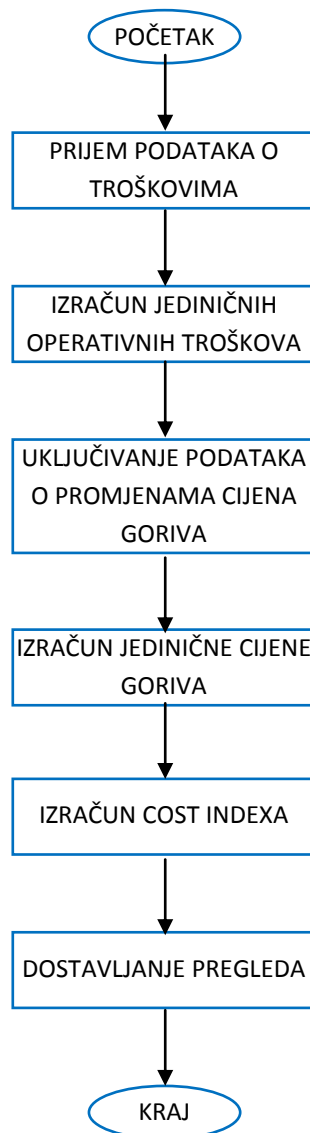 POČETAK
PRIJEM PODATAKA O
TROŠKOVIMA
IZRAČUN JEDINIČNIH
OPERATIVNIH TROŠKOVA
UKLJUČIVANJE PODATAKA
O PROMJENAMA CIJENA
GORIVA
IZRAČUN JEDINIČNE CIJENE
GORIVA
IZRAČUN COST INDEXA
DOSTAVLJANJE PREGLEDA
KRAJ